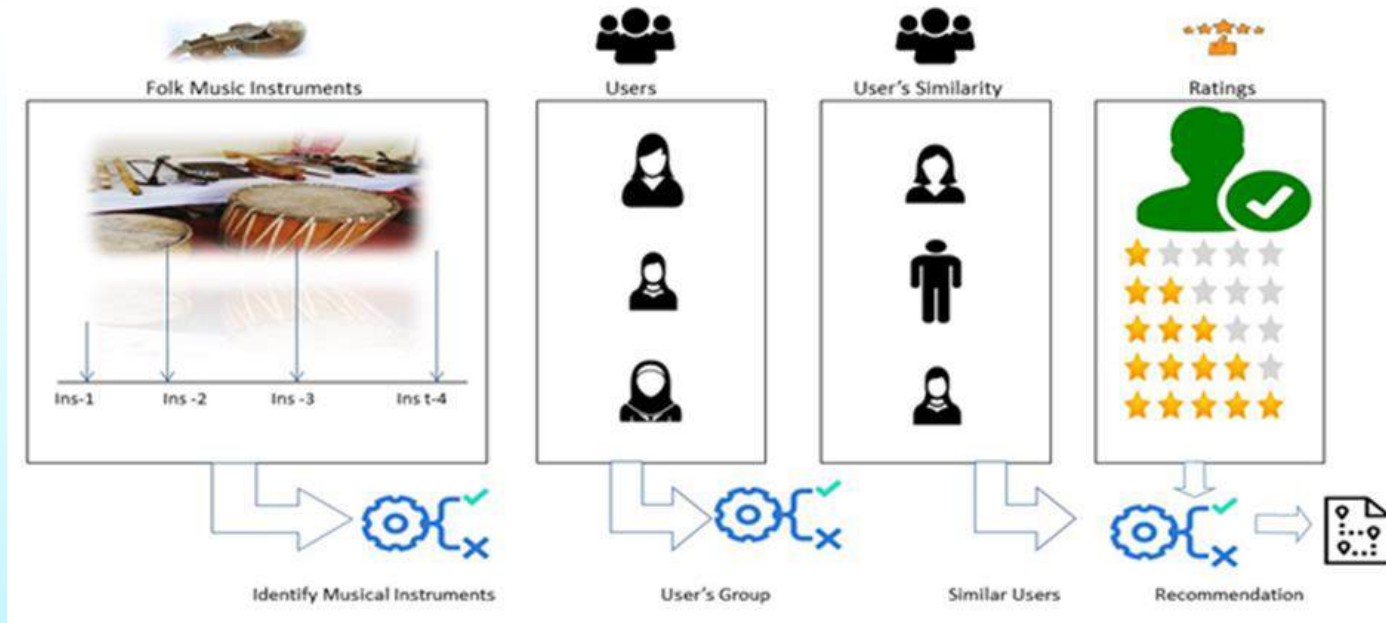 Folk Music Instruments
Users
User's Similarity
Ratings
Ins-1
Ins -2
Ins -3
Ins t-4
Identify Musical Instruments
User's Group
Similar Users
Recommendation